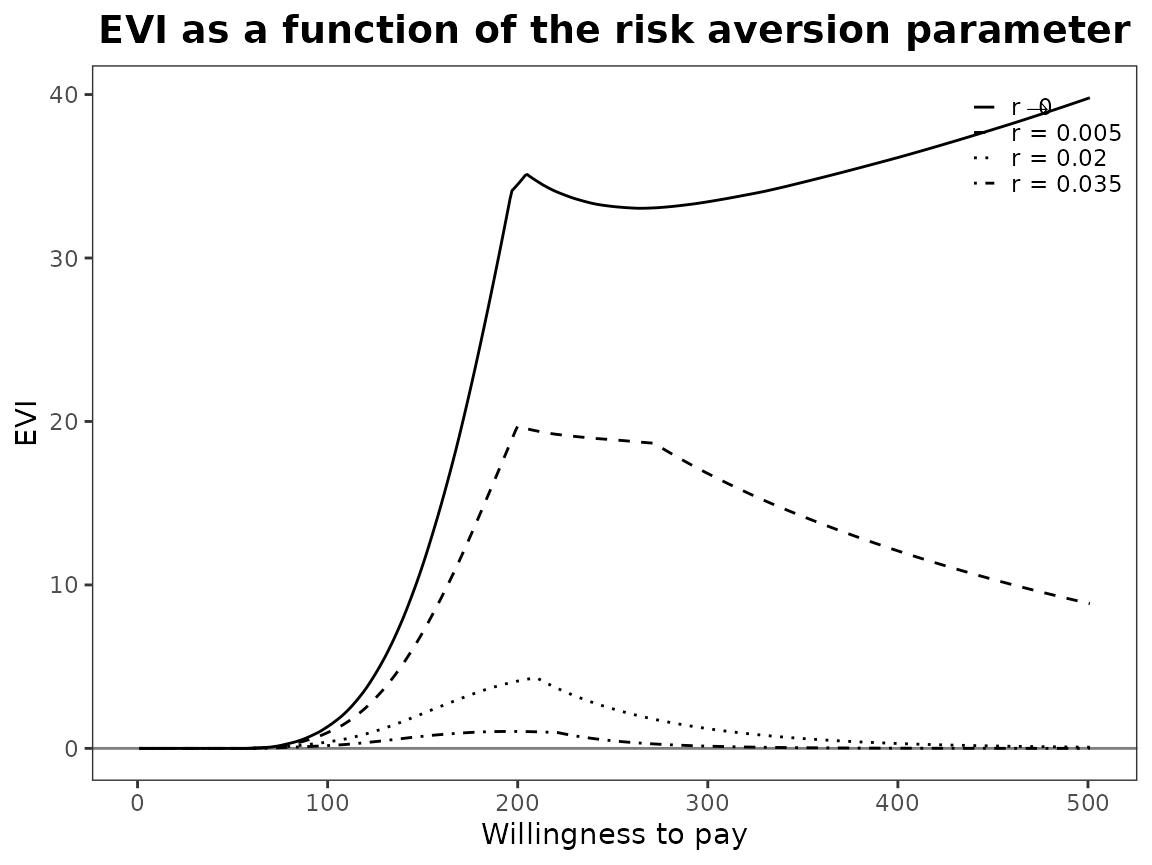 EVI as a function of the risk aversion parameter
40
30
20
10
0
EVI
r → 0
r = 0.005
r = 0.02
r = 0.035
0 100 200 300 400 500
Willingness to pay